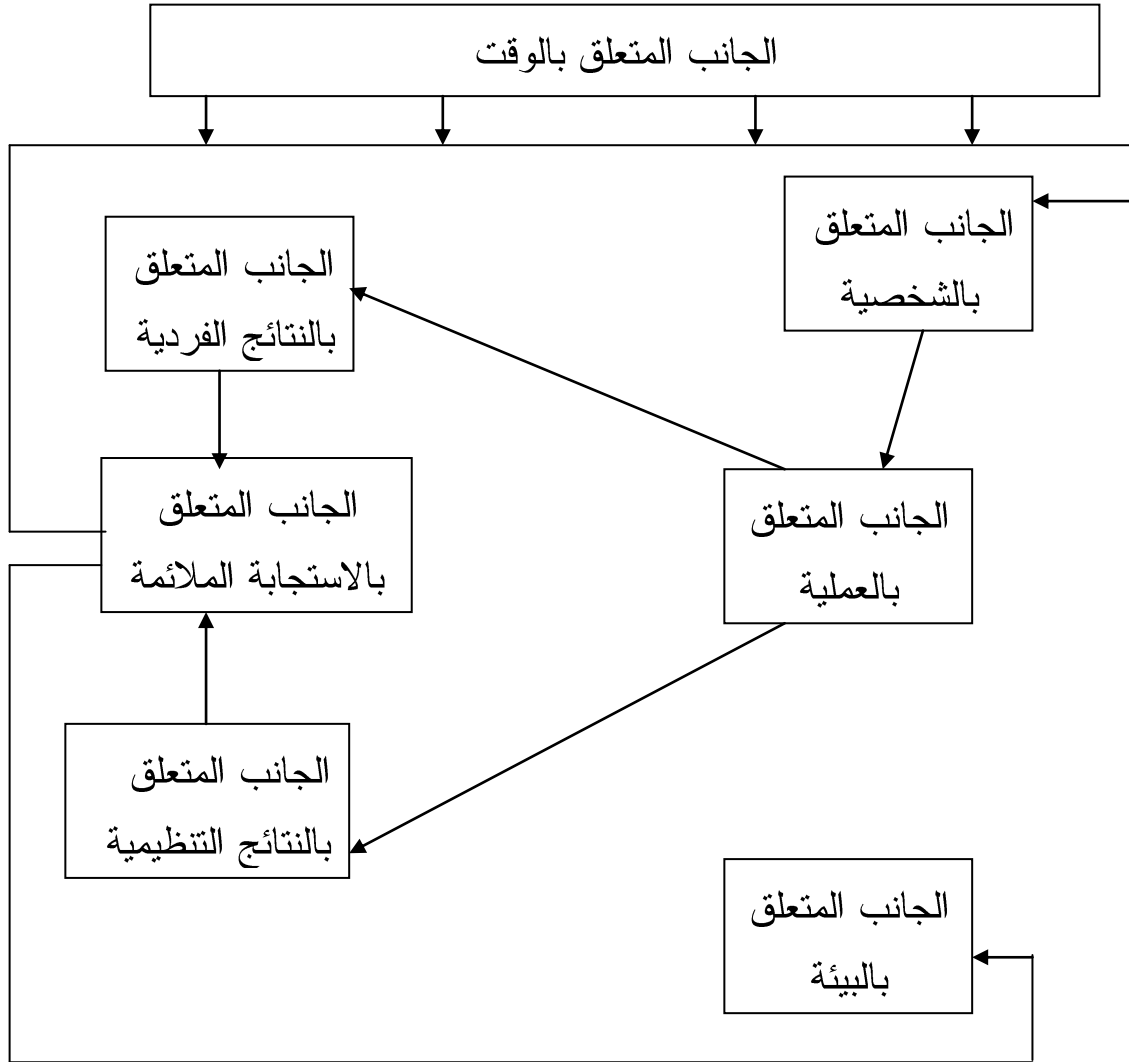 الجانب المتعلق بالوقت
الجانب المتعلق
بالشخصية
الجانب المتعلق
بالنتائج الفردية
الجانب المتعلق
بالعملية
الجانب المتعلق
بالاستجابة الملائمة
الجانب المتعلق
بالنتائج التنظيمية
الجانب المتعلق
بالبيئة